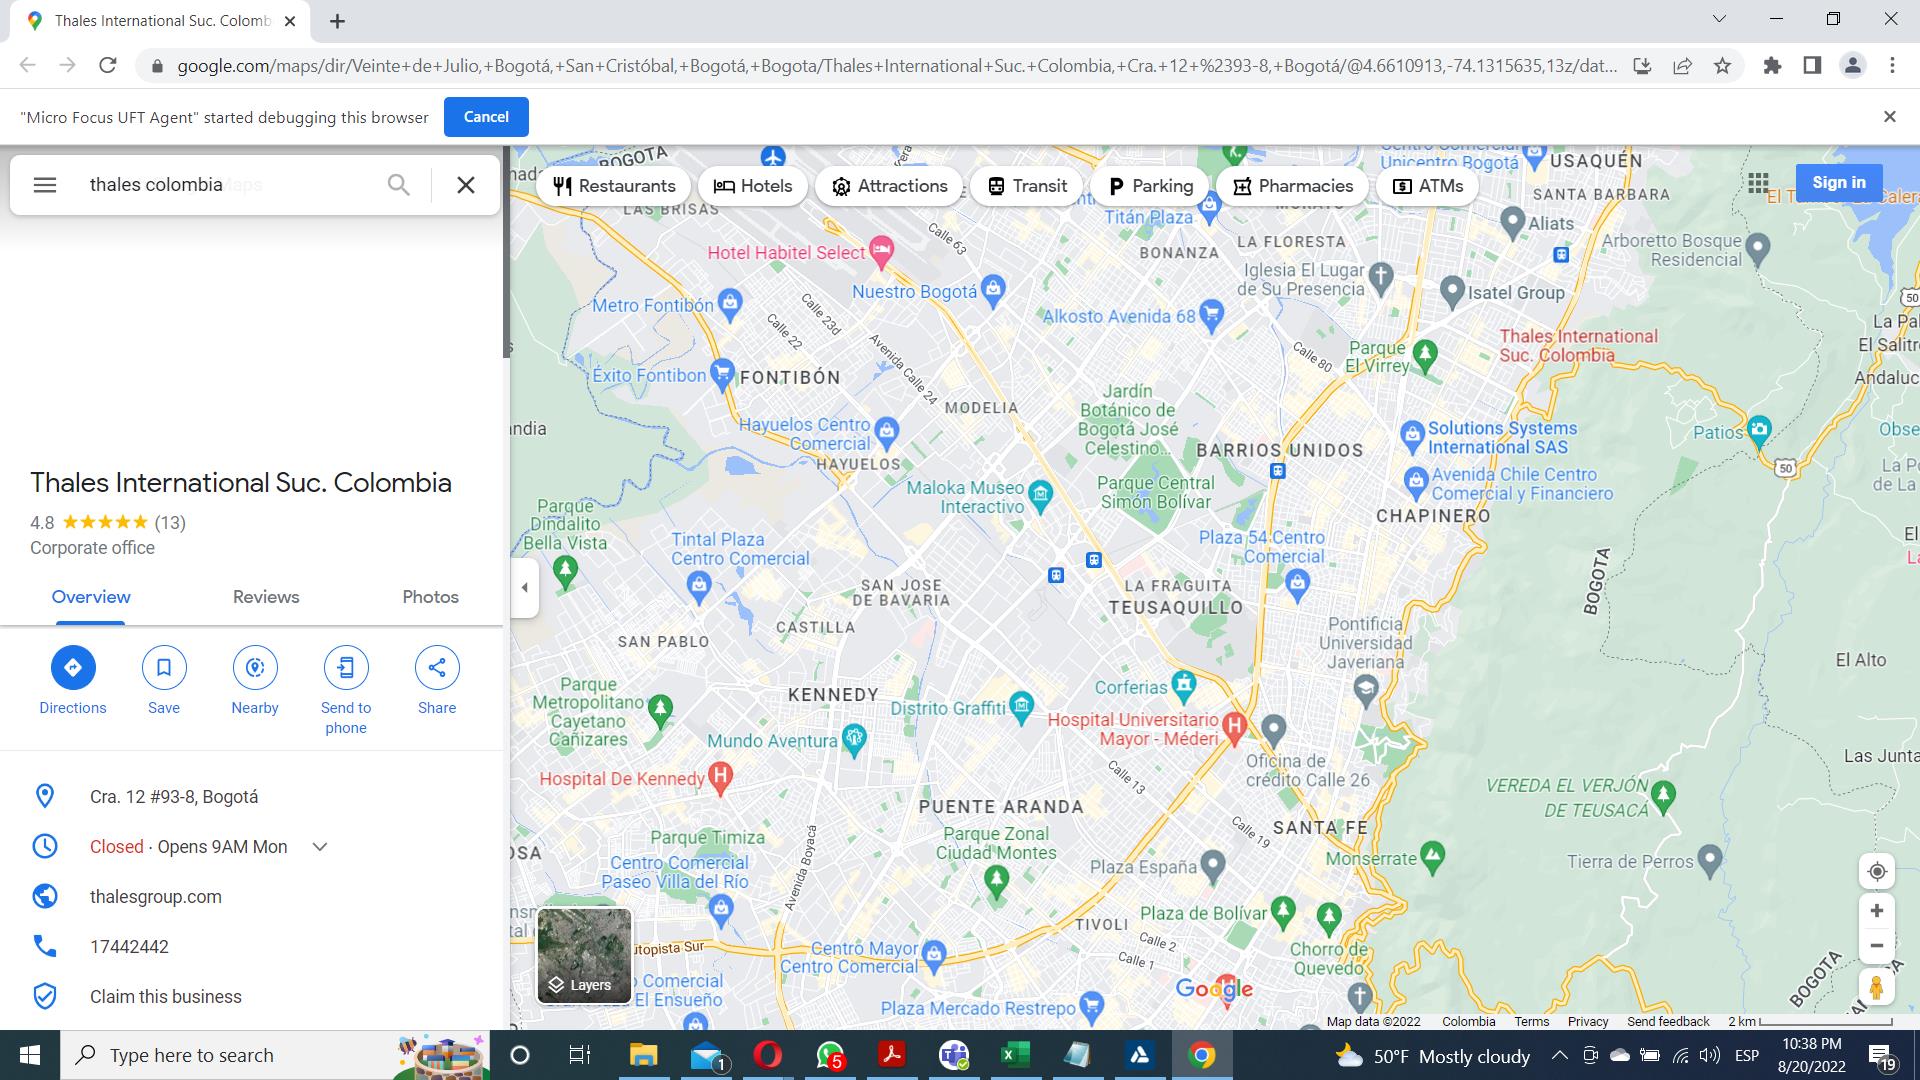 Thales International Suc. Colomb
google.com/maps/dir/Veinte+de+Julio,+Bogotá,+San+Cristóbal,+Bogotá,+Bogota/Thales+International+Suc.+Colombia,+Cra.+12+%2393-8,+Bogotá/@4.6610913,-74.1315635,13z/dat...
"Micro Focus UFT Agent" started debugging this browser
Cancel
thales colombia
Restaurants
Hotels
Attractions
Transit
Parking
Pharmacies
ATMs
Sign in
Thales International Suc. Colombia
4.8
(13)
Corporate office
Overview
Reviews
Photos
Directions
Save
Nearby
Send to
phone
Share
Cra. 12 #93-8, Bogotá
Closed · Opens 9AM Mon
thalesgroup.com
17442442
Claim this business
BOGOTA
Unicentro Bogotá
USAQUÉN
SANTA BARBARA
LAS BRISAS
Calle 63
Titán Plaza
BONANZA
LA FLORESTA
Aliats
Arboretto Bosque
Residencial
Hotel Habitel Select
Iglesia El Lugar
de Su Presencia
Isatel Group
50
Nuestro Bogotá
Metro Fontibón
Calle 23d
Calle 22
Alkosto Avenida 68
Thales International
Suc. Colombia
La Pal
El Salitre
Parque
El Virrey
Calle 80
Avenida Calle 24
Éxito Fontibon
FONTIBÓN
MODELIA
Andaluc
Jardín
Botánico de
Bogotá José
Celestino...
Hayuelos Centro
Comercial
HAYUELOS
BARRIOS UNIDOS
Solutions Systems
International SAS
Patios
Obse
50
Avenida Chile Centro
Comercial y Financiero
Maloka Museo
Interactivo
Parque Central
Simón Bolívar
CHAPINERO
Parque
Dindalito
Bella Vista
Tintal Plaza
Centro Comercial
Plaza 54 Centro
Comercial
BOGOTA
SAN JOSE
DE BAVARIA
LA FRAGUITA
TEUSAQUILLO
CASTILLA
SAN PABLO
Pontificia
Universidad
Javeriana
El Alto
Parque
Metropolitano
Cayetano
Cañizares
KENNEDY
Distrito Graffiti
Corferias
Hospital Universitario
Mayor - Méderi
Mundo Aventura
Hospital De Kennedy
Oficina de
crédito Calle 26
Las Junta
Calle 13
VEREDA EL VERJÓN
DE TEUSACÁ
PUENTE ARANDA
Parque Timiza
Parque Zonal
Ciudad Montes
Calle 19
SANTA FE
Avenida Boyacá
Centro Comercial
Paseo Villa del Río
Plaza España
Monserrate
Tierra de Perros
Plaza de Bolívar
TIVOLI
Calle 2
Calle 1
Chorro de
Quevedo
Centro Mayor
Centro Comercial
utopista Sur
Layers
Plaza Mercado Restrepo
Google
BOGOTA
Map data ©2022
Colombia
Terms
Privacy
Send feedback
2 km
Type here to search
1
5
50°F Mostly cloudy
ESP
10:38 PM
8/20/2022
19